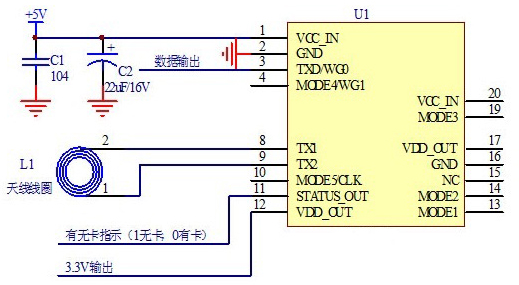 +5V
U1
C1
104
+
C2
22uF/16V
数据输出
1
2
3
4
VCC_IN
GND
TXD/WG0
MODE4/WG1
20
19
VCC_IN
MODE3
L1
天线线圈
2
1
8
9
10
11
12
TX1
TX2
MODE5CLK
STATUS_OUT
VDD_OUT
17
16
15
14
13
VDD_OUT
GND
NC
MODE2
MODE1
有无卡指示（1无卡，0有卡）
3.3V输出